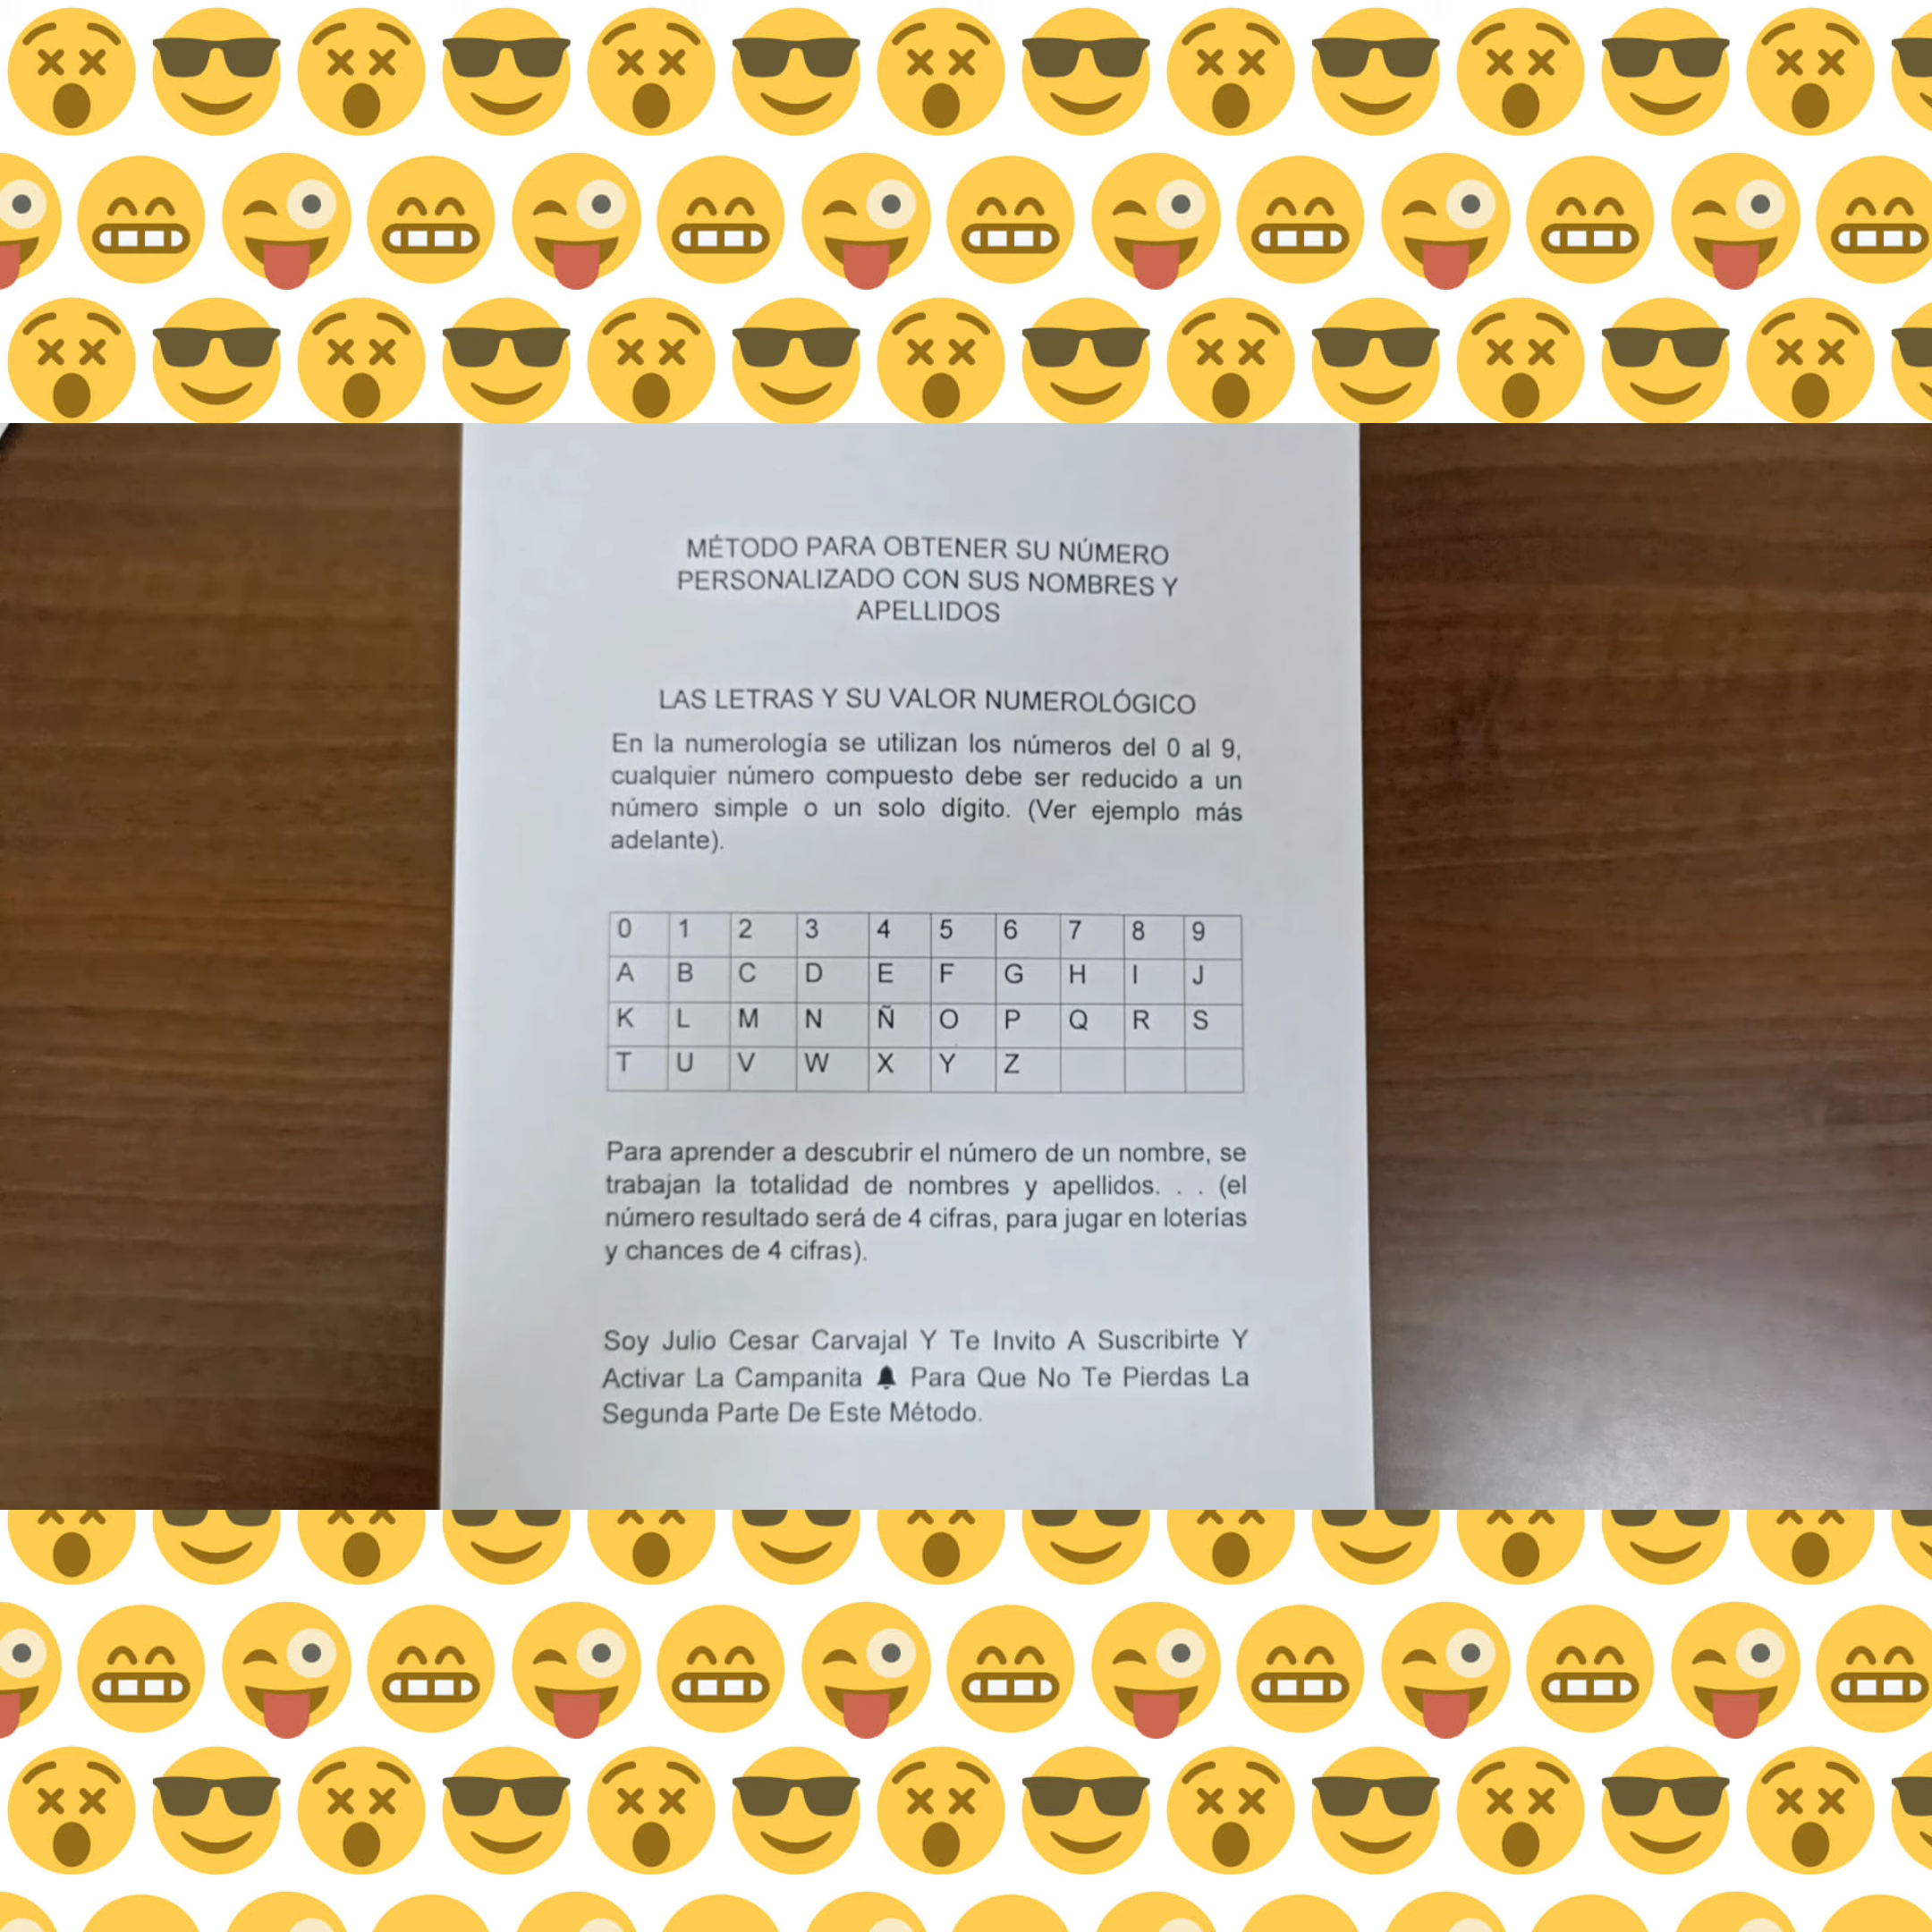 MÉTODO PARA OBTENER SU NÚMERO
PERSONALIZADO CON SUS NOMBRES Y
APELLIDOS
LAS LETRAS Y SU VALOR NUMEROLÓGICO
En la numerología se utilizan los números del 0 al 9,
cualquier número compuesto debe ser reducido a un
número simple o un solo dígito. (Ver ejemplo más
adelante).
0 1 2 3 4 5 6 7 8 9
A B C D E F G H I J
K L M N Ñ O P Q R S
T U V W X Y Z
Para aprender a descubrir el número de un nombre, se
trabajan la totalidad de nombres y apellidos. . . (el
número resultado será de 4 cifras, para jugar en loterías
y chances de 4 cifras).
Soy Julio Cesar Carvajal Y Te Invito A Suscribirte Y
Activar La Campanita 🔔 Para Que No Te Pierdas La
Segunda Parte De Este Método.